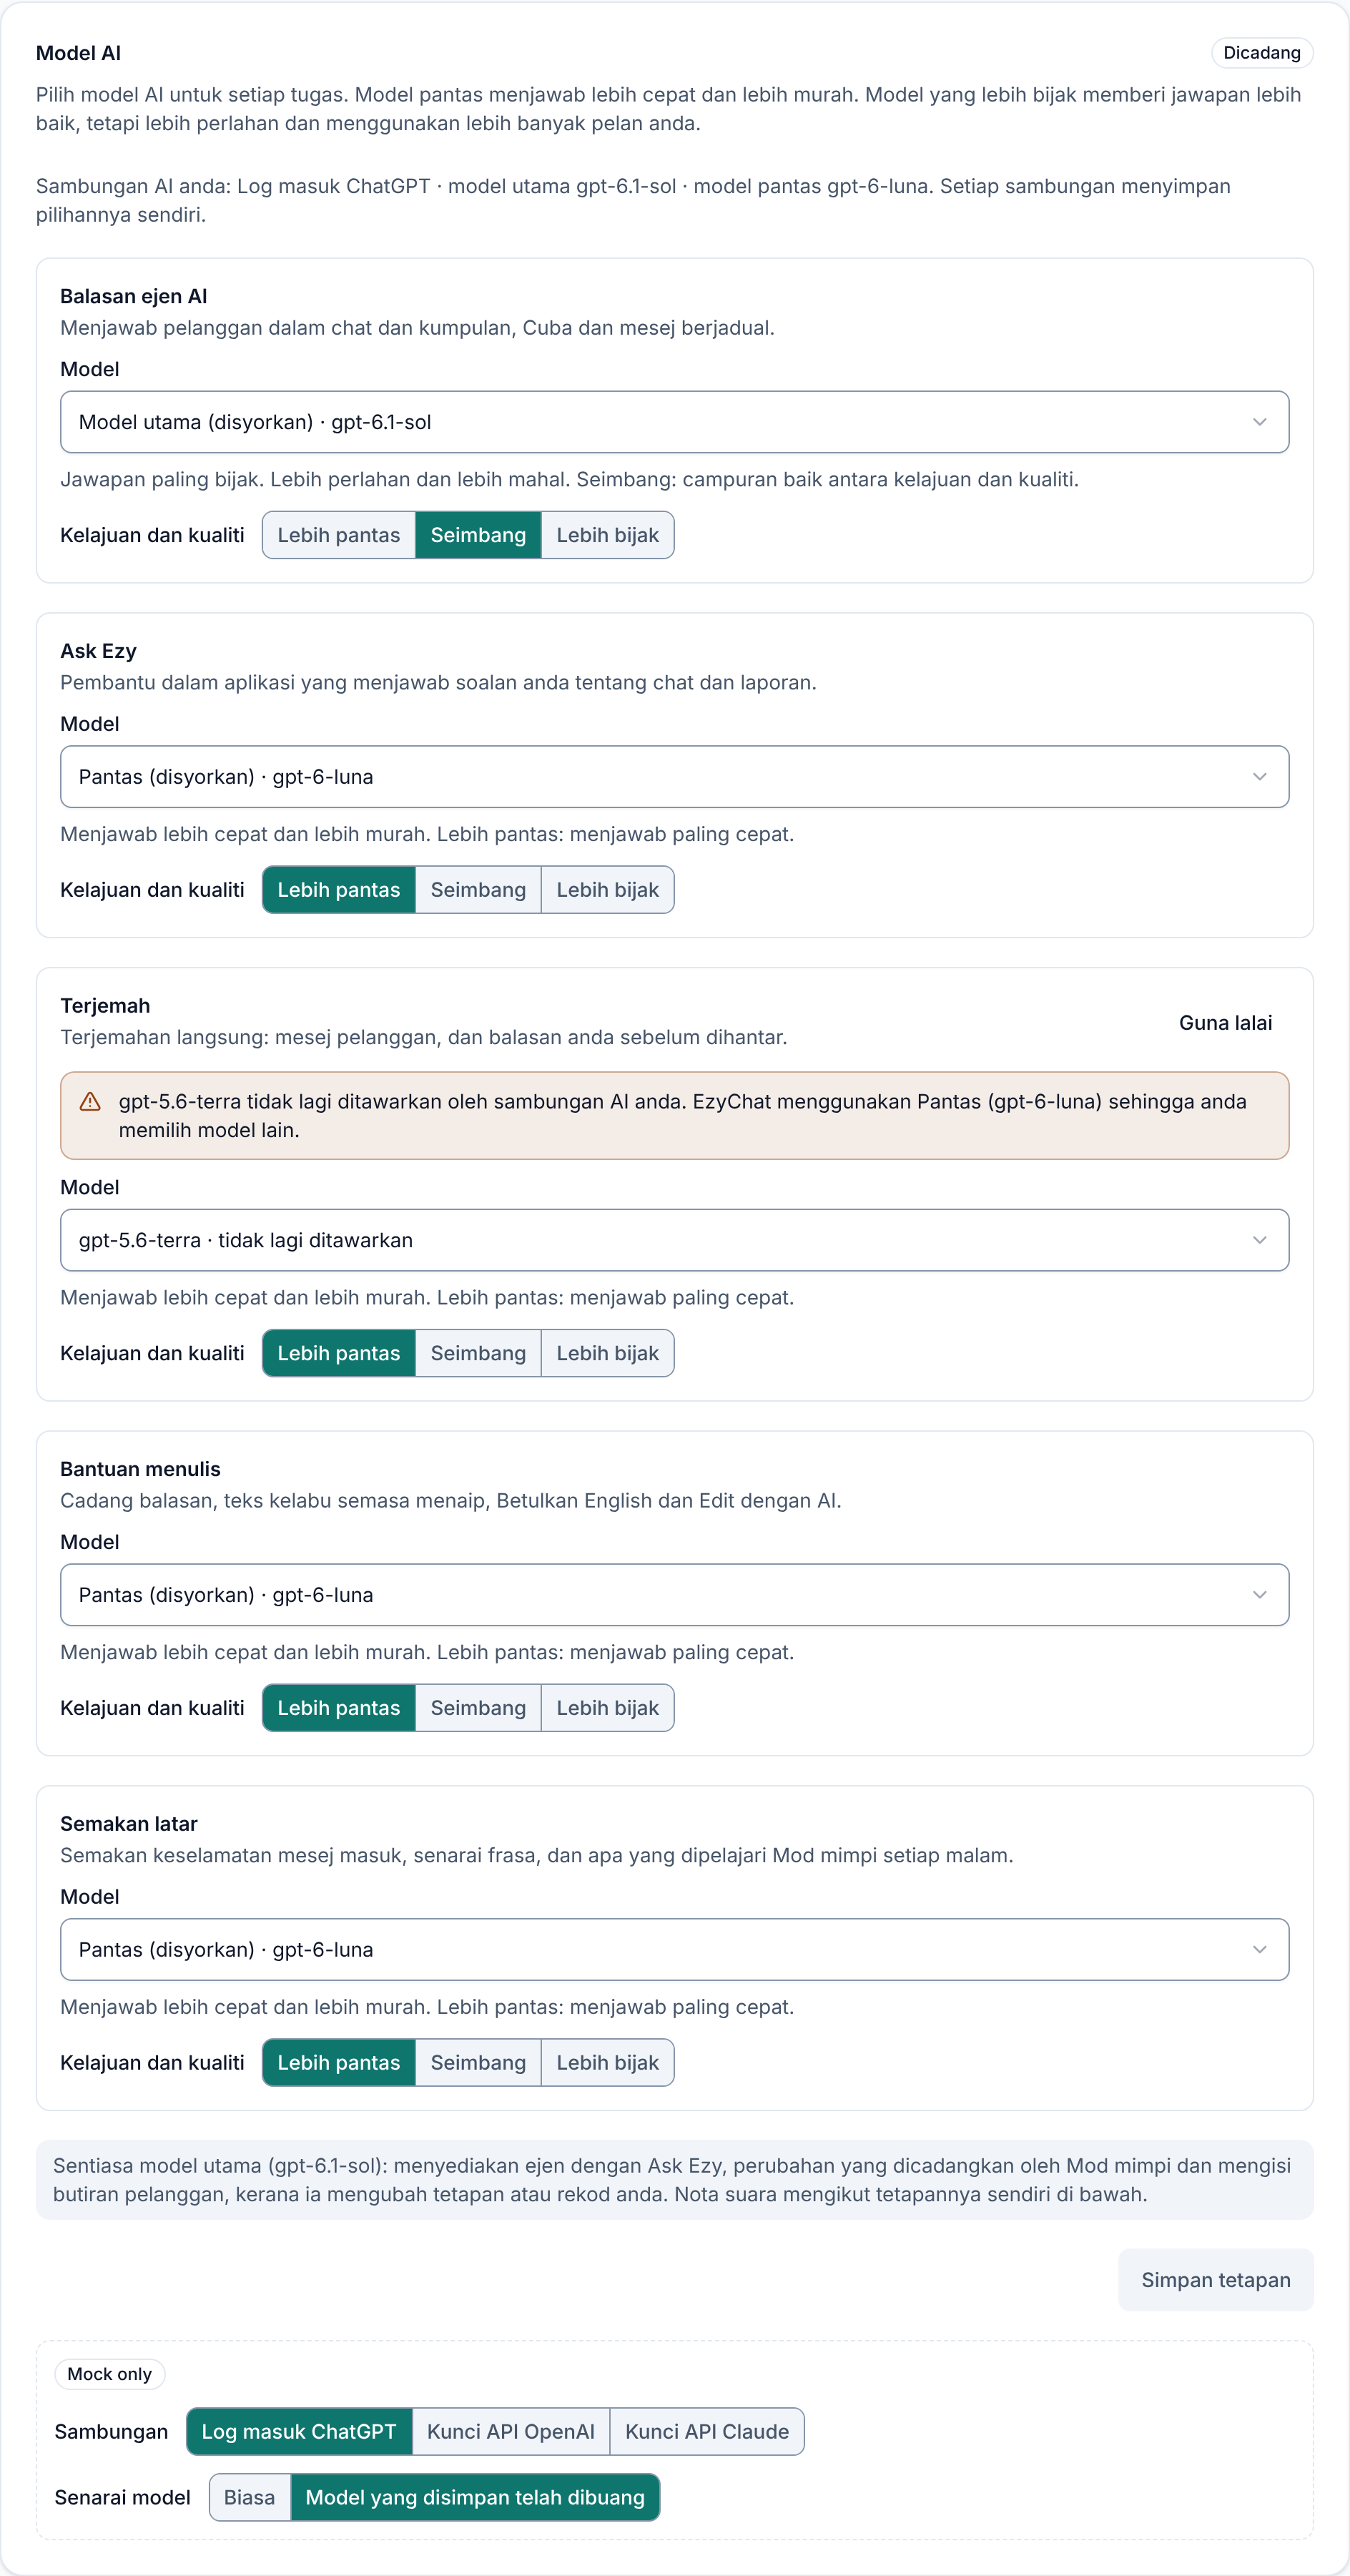 Model AI
Dicadang
Pilih model AI untuk setiap tugas. Model pantas menjawab lebih cepat dan lebih murah. Model yang lebih bijak memberi jawapan lebih
baik, tetapi lebih perlahan dan menggunakan lebih banyak pelan anda.
Sambungan AI anda: Log masuk ChatGPT · model utama gpt-6.1-sol · model pantas gpt-6-luna. Setiap sambungan menyimpan
pilihannya sendiri.
Balasan ejen AI
Menjawab pelanggan dalam chat dan kumpulan, Cuba dan mesej berjadual.
Model
Model utama (disyorkan) · gpt-6.1-sol
Jawapan paling bijak. Lebih perlahan dan lebih mahal. Seimbang: campuran baik antara kelajuan dan kualiti.
Kelajuan dan kualiti Lebih pantas Seimbang Lebih bijak
Ask Ezy
Pembantu dalam aplikasi yang menjawab soalan anda tentang chat dan laporan.
Model
Pantas (disyorkan) · gpt-6-luna
Menjawab lebih cepat dan lebih murah. Lebih pantas: menjawab paling cepat.
Kelajuan dan kualiti Lebih pantas Seimbang Lebih bijak
Terjemah
Terjemahan langsung: mesej pelanggan, dan balasan anda sebelum dihantar.
Guna lalai
gpt-5.6-terra tidak lagi ditawarkan oleh sambungan AI anda. EzyChat menggunakan Pantas (gpt-6-luna) sehingga anda
memilih model lain.
Model
gpt-5.6-terra · tidak lagi ditawarkan
Menjawab lebih cepat dan lebih murah. Lebih pantas: menjawab paling cepat.
Kelajuan dan kualiti Lebih pantas Seimbang Lebih bijak
Bantuan menulis
Cadang balasan, teks kelabu semasa menaip, Betulkan English dan Edit dengan AI.
Model
Pantas (disyorkan) · gpt-6-luna
Menjawab lebih cepat dan lebih murah. Lebih pantas: menjawab paling cepat.
Kelajuan dan kualiti Lebih pantas Seimbang Lebih bijak
Semakan latar
Semakan keselamatan mesej masuk, senarai frasa, dan apa yang dipelajari Mod mimpi setiap malam.
Model
Pantas (disyorkan) · gpt-6-luna
Menjawab lebih cepat dan lebih murah. Lebih pantas: menjawab paling cepat.
Kelajuan dan kualiti Lebih pantas Seimbang Lebih bijak
Sentiasa model utama (gpt-6.1-sol): menyediakan ejen dengan Ask Ezy, perubahan yang dicadangkan oleh Mod mimpi dan mengisi
butiran pelanggan, kerana ia mengubah tetapan atau rekod anda. Nota suara mengikut tetapannya sendiri di bawah.
Simpan tetapan
Mock only
Sambungan Log masuk ChatGPT Kunci API OpenAI Kunci API Claude
Senarai model Biasa Model yang disimpan telah dibuang